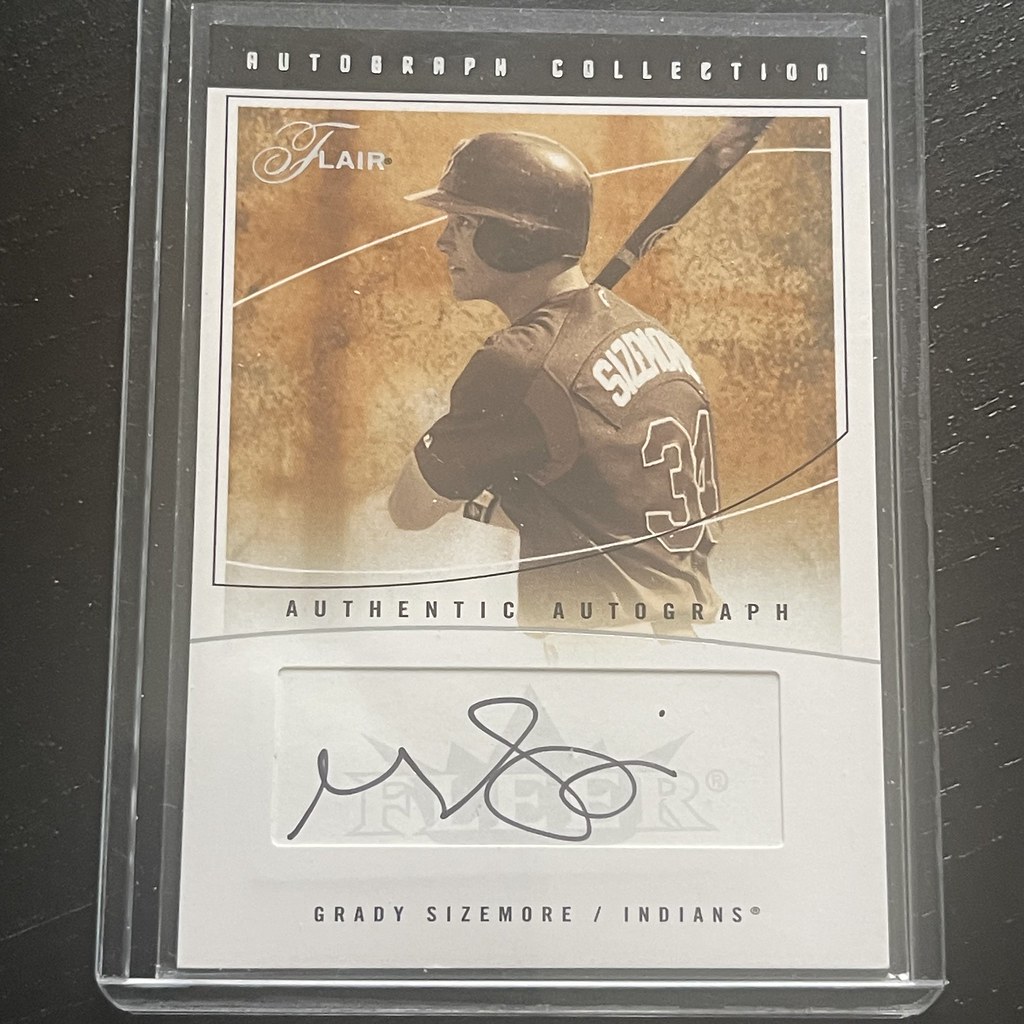 AUTOGRAPH COLLECTION
FLAIR
SIZEMORE
34
AUTHENTIC AUTOGRAPH
FLEER®
GRADY SIZEMORE / INDIANS®